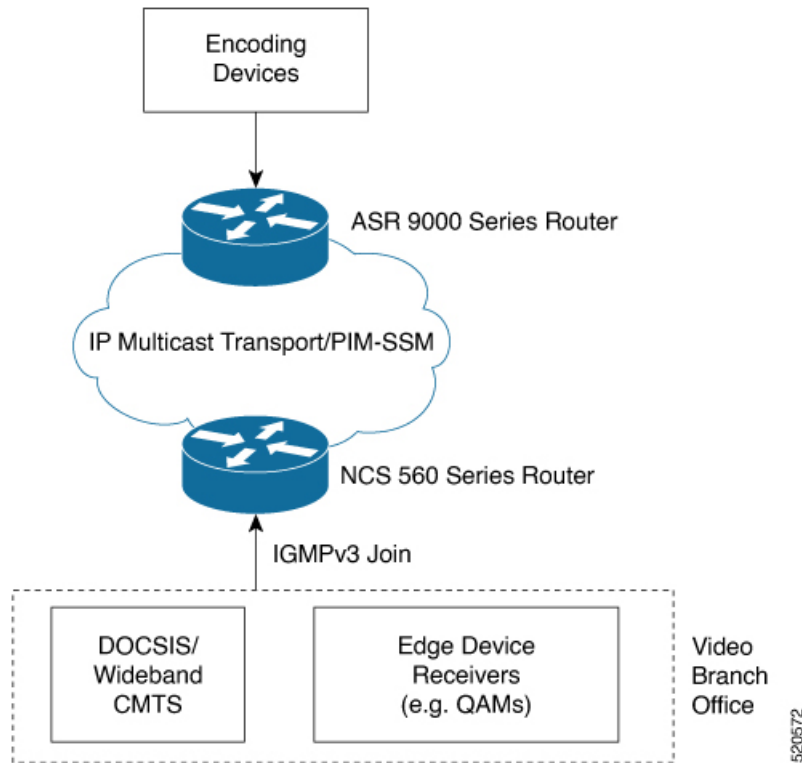 Encoding
Devices
ASR 9000 Series Router
IP Multicast Transport/PIM-SSM
NCS 560 Series Router
IGMPv3 Join
DOCSIS/
Wideband
CMTS
Edge Device
Receivers
(e.g. QAMs)
Video
Branch
Office
520572